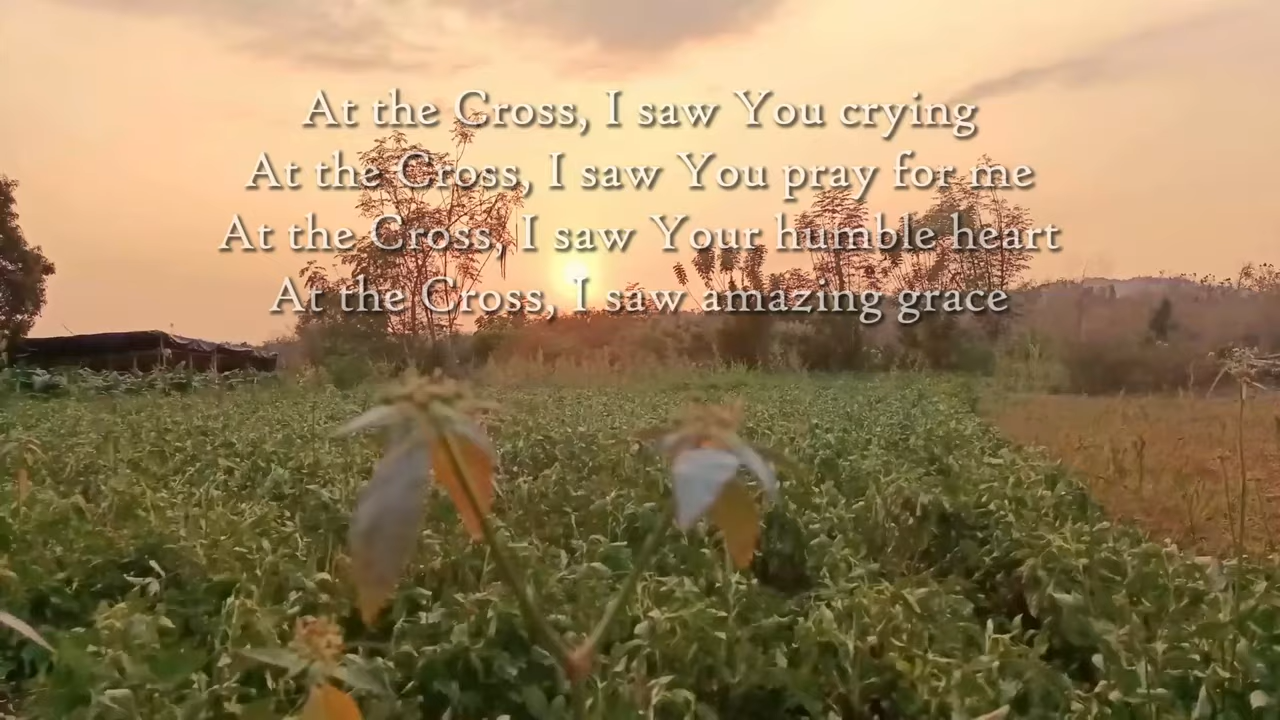 At the Cross, I saw You crying
At the Cross, I saw You pray for me
At the Cross, I saw Your humble heart
At the Cross, I saw amazing grace